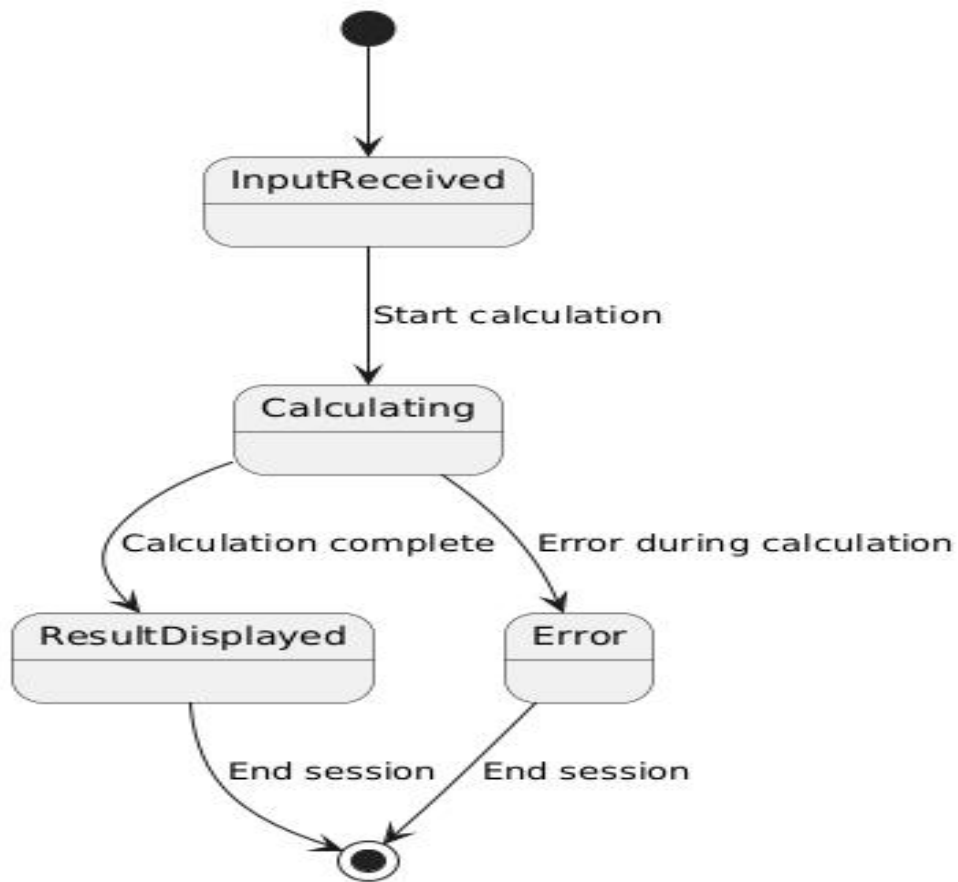 InputReceived
Start calculation
Calculating
Calculation complete
Error during calculation
ResultDisplayed
Error
End session
End session